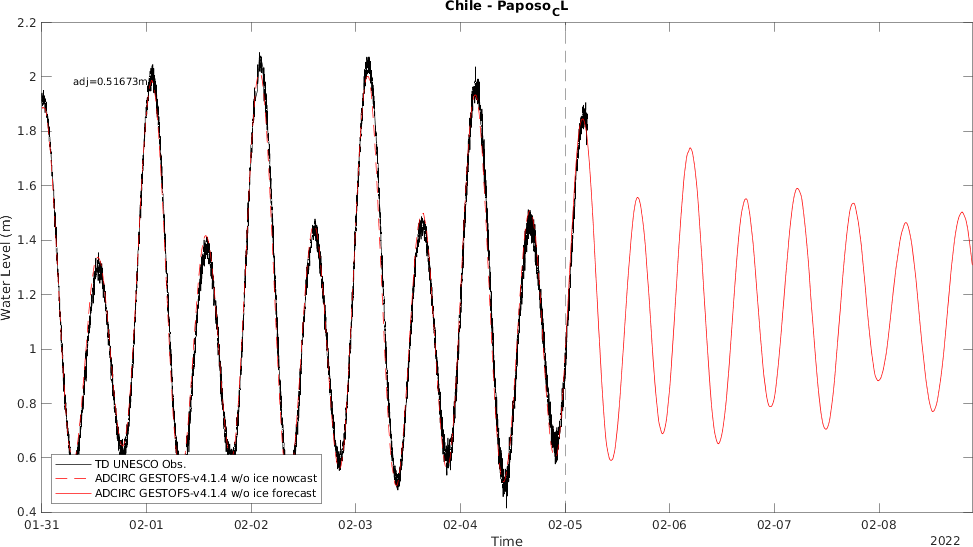 Chile - Paposo_CL
2.2
2
1.8
1.6
1.4
1.2
1
0.8
0.6
0.4
Water Level (m)
adj=0.51673m
TD UNESCO Obs.
ADCIRC GESTOFS-v4.1.4 w/o ice nowcast
ADCIRC GESTOFS-v4.1.4 w/o ice forecast
01-31 02-01 02-02 02-03 02-04 02-05 02-06 02-07 02-08
Time
2022